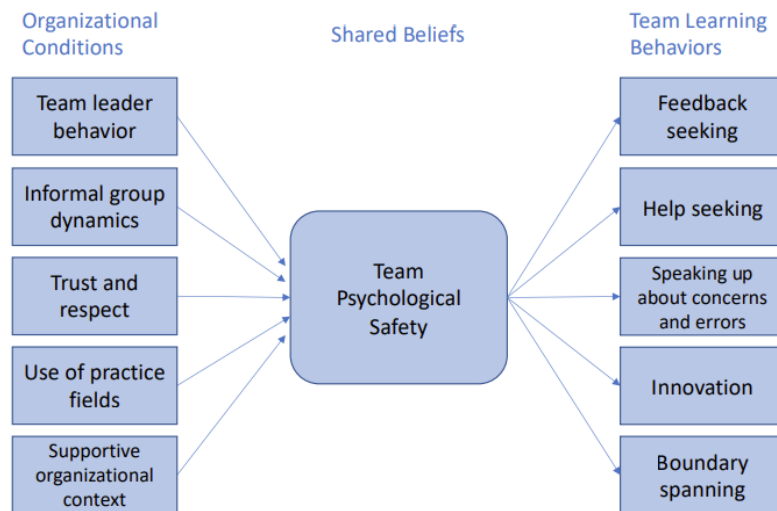 Organizational
Conditions
Shared Beliefs
Team Learning
Behaviors
Team leader
behavior
Informal group
dynamics
Trust and
respect
Use of practice
fields
Supportive
organizational
context
Team
Psychological
Safety
Feedback
seeking
Help seeking
Speaking up
about concerns
and errors
Innovation
Boundary
spanning